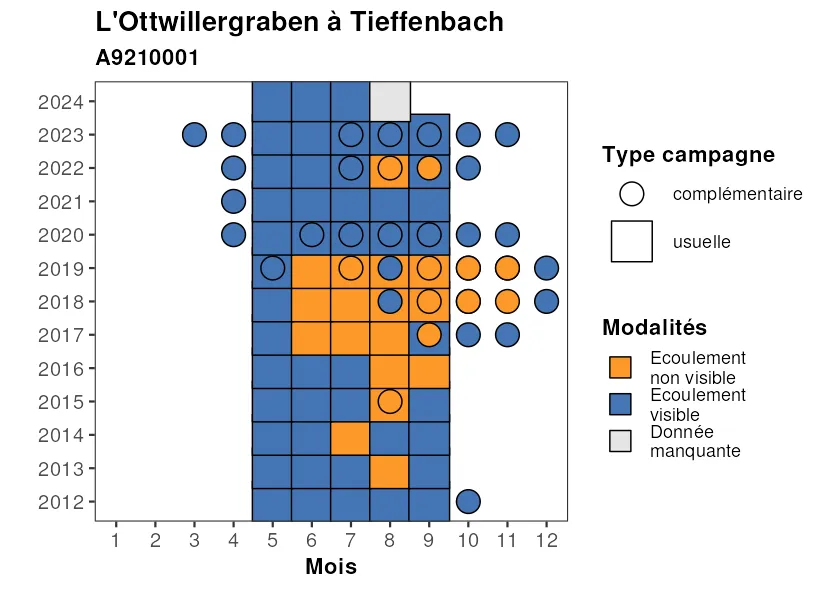 L'Ottwillergraben à Tieffenbach
A9210001
2024
2023
2022
2021
2020
2019
2018
2017
2016
2015
2014
2013
2012
1 2 3 4 5 6 7 8 9 10 11 12
Mois
Type campagne
complémentaire
usuelle
Modalités
Ecoulement
non visible
Ecoulement
visible
Donnée
manquante